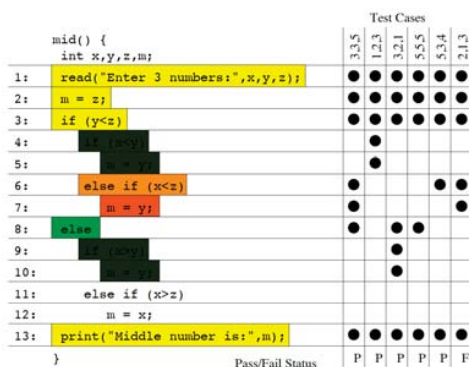 Test Cases
mid() {
int x,y,z,m;
3,3,5 1,2,3 3,2,1 5,5,5 5,3,4 2,1,3
1: read("Enter 3 numbers:",x,y,z);
2: m = z;
3: if (y<z)
4: if (x<y)
5: m = y;
6: else if (x<z)
7: m = y;
8: else
9: if (x>y)
10: m = y;
11: else if (x>z)
12: m = x;
13: print("Middle number is:",m);
} Pass/Fail Status P P P P P F